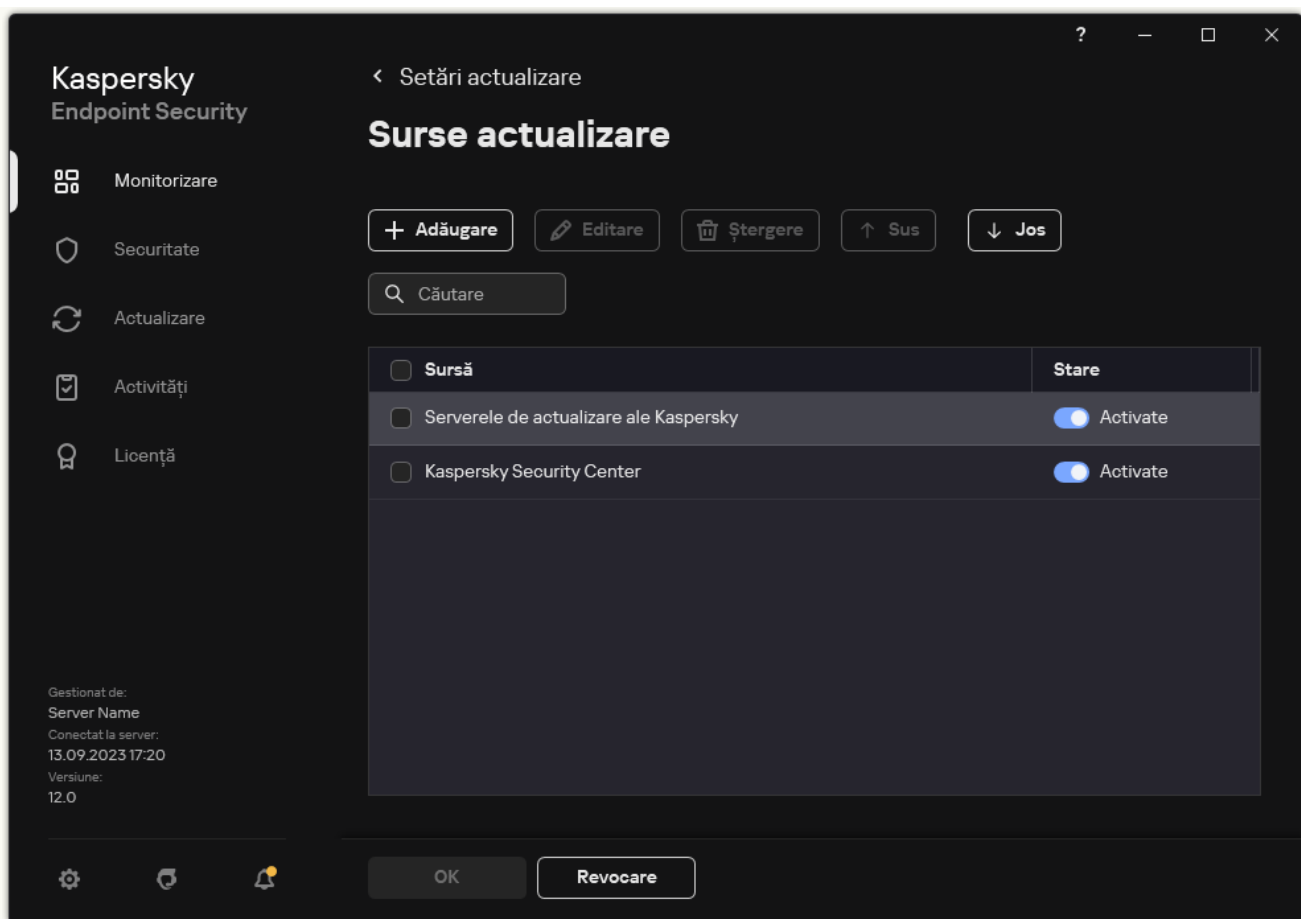 ?
Kaspersky
Endpoint Security
Monitorizare
Securitate
Actualizare
Activități
Licență
Gestionat de:
Server Name
Conectat la server:
13.09.2023 17:20
Versiune:
12.0
Setări actualizare
Surse actualizare
Adăugare Editare Ștergere Sus Jos
Căutare
Sursă Stare
Serverele de actualizare ale Kaspersky Activate
Kaspersky Security Center Activate
OK Revocare